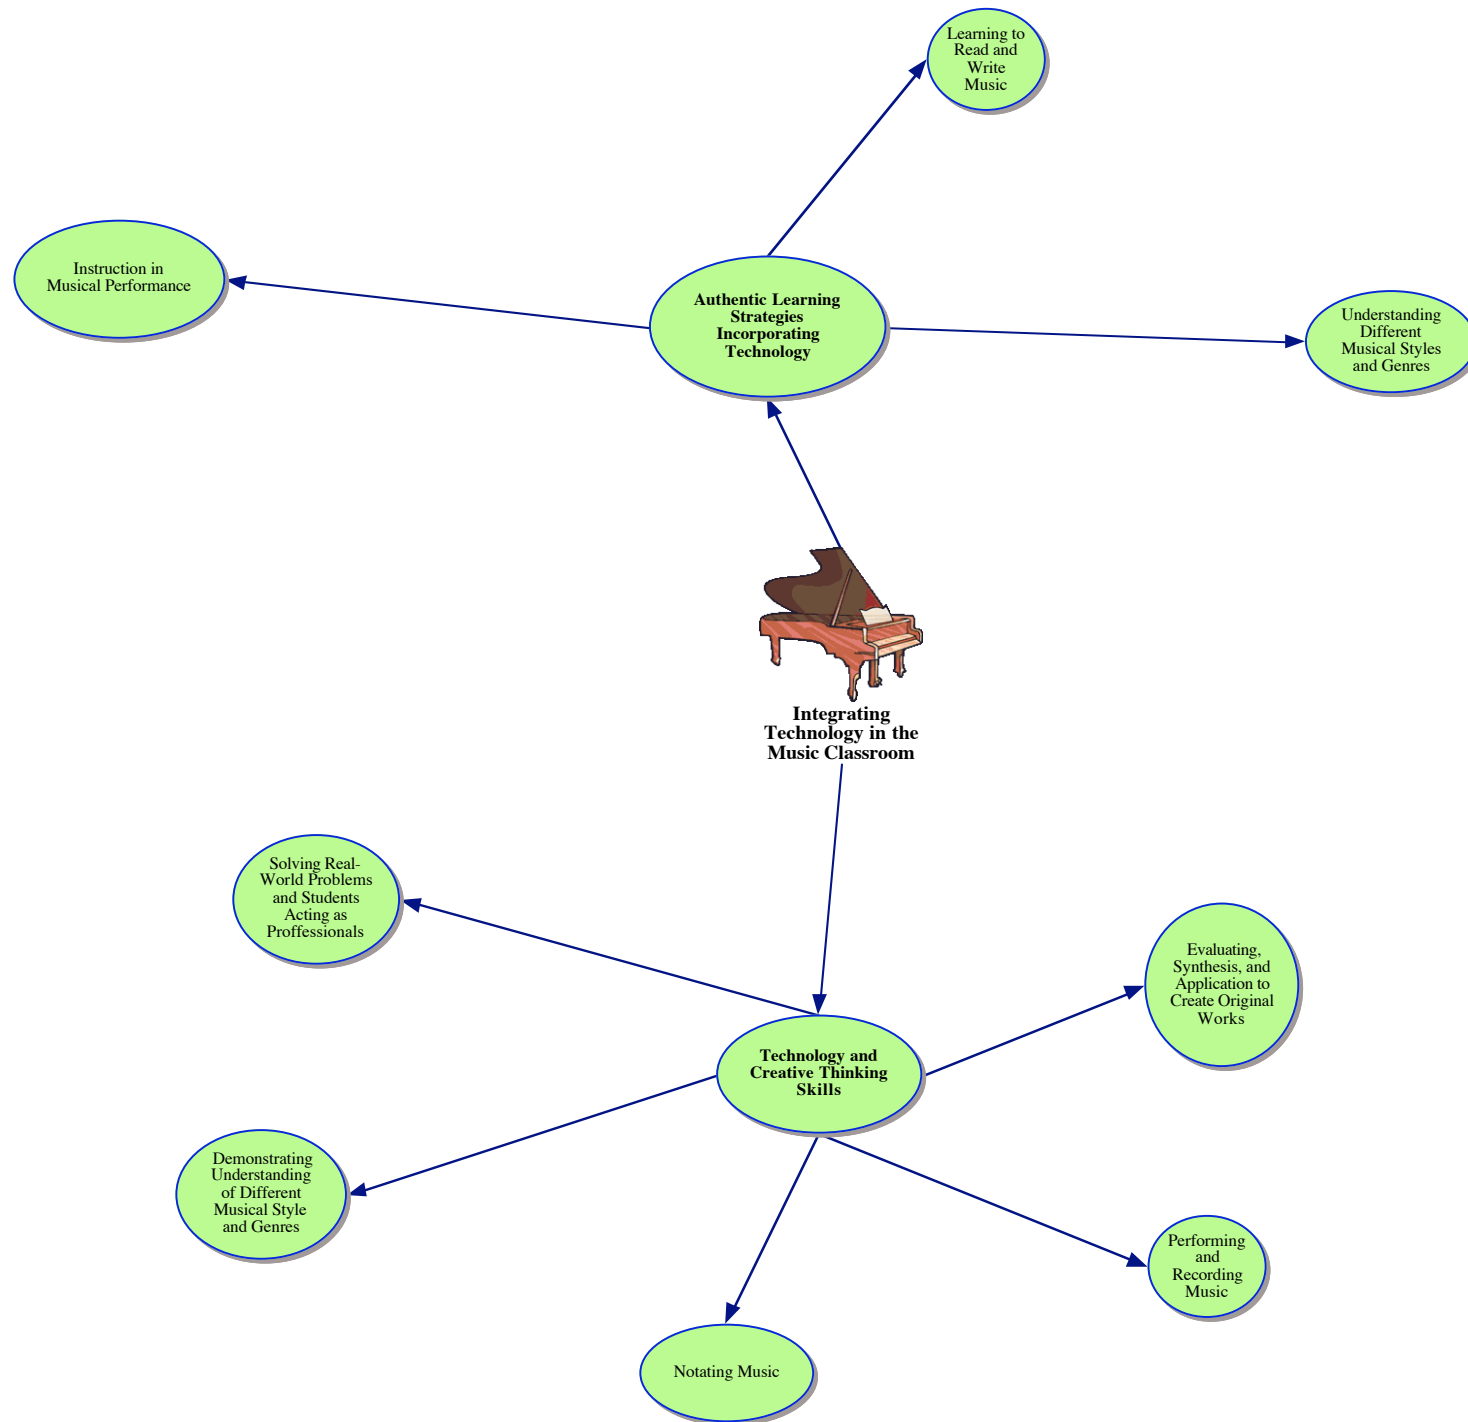 Learning to
Read and
Write
Music
Instruction in
Musical Performance
Authentic Learning
Strategies
Incorporating
Technology
Understanding
Different
Musical Styles
and Genres
Integrating
Technology in the
Music Classroom
Solving Real-
World Problems
and Students
Acting as
Proffessionals
Evaluating,
Synthesis, and
Application to
Create Original
Works
Technology and
Creative Thinking
Skills
Demonstrating
Understanding
of Different
Musical Style
and Genres
Performing
and
Recording
Music
Notating Music